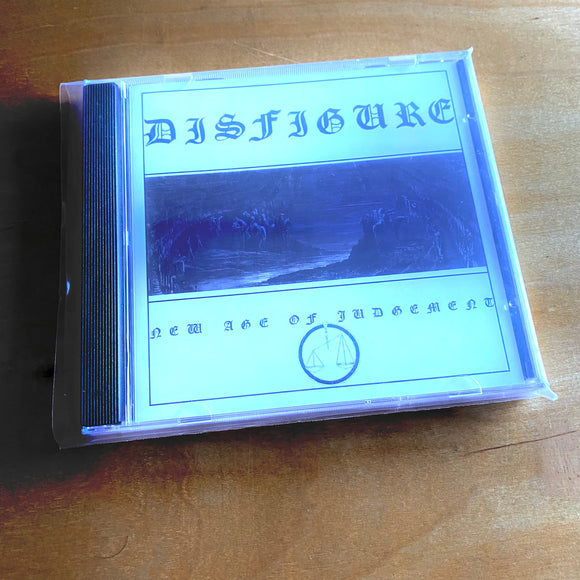 DISFIGURE
NEW AGE OF JUDGEMENT